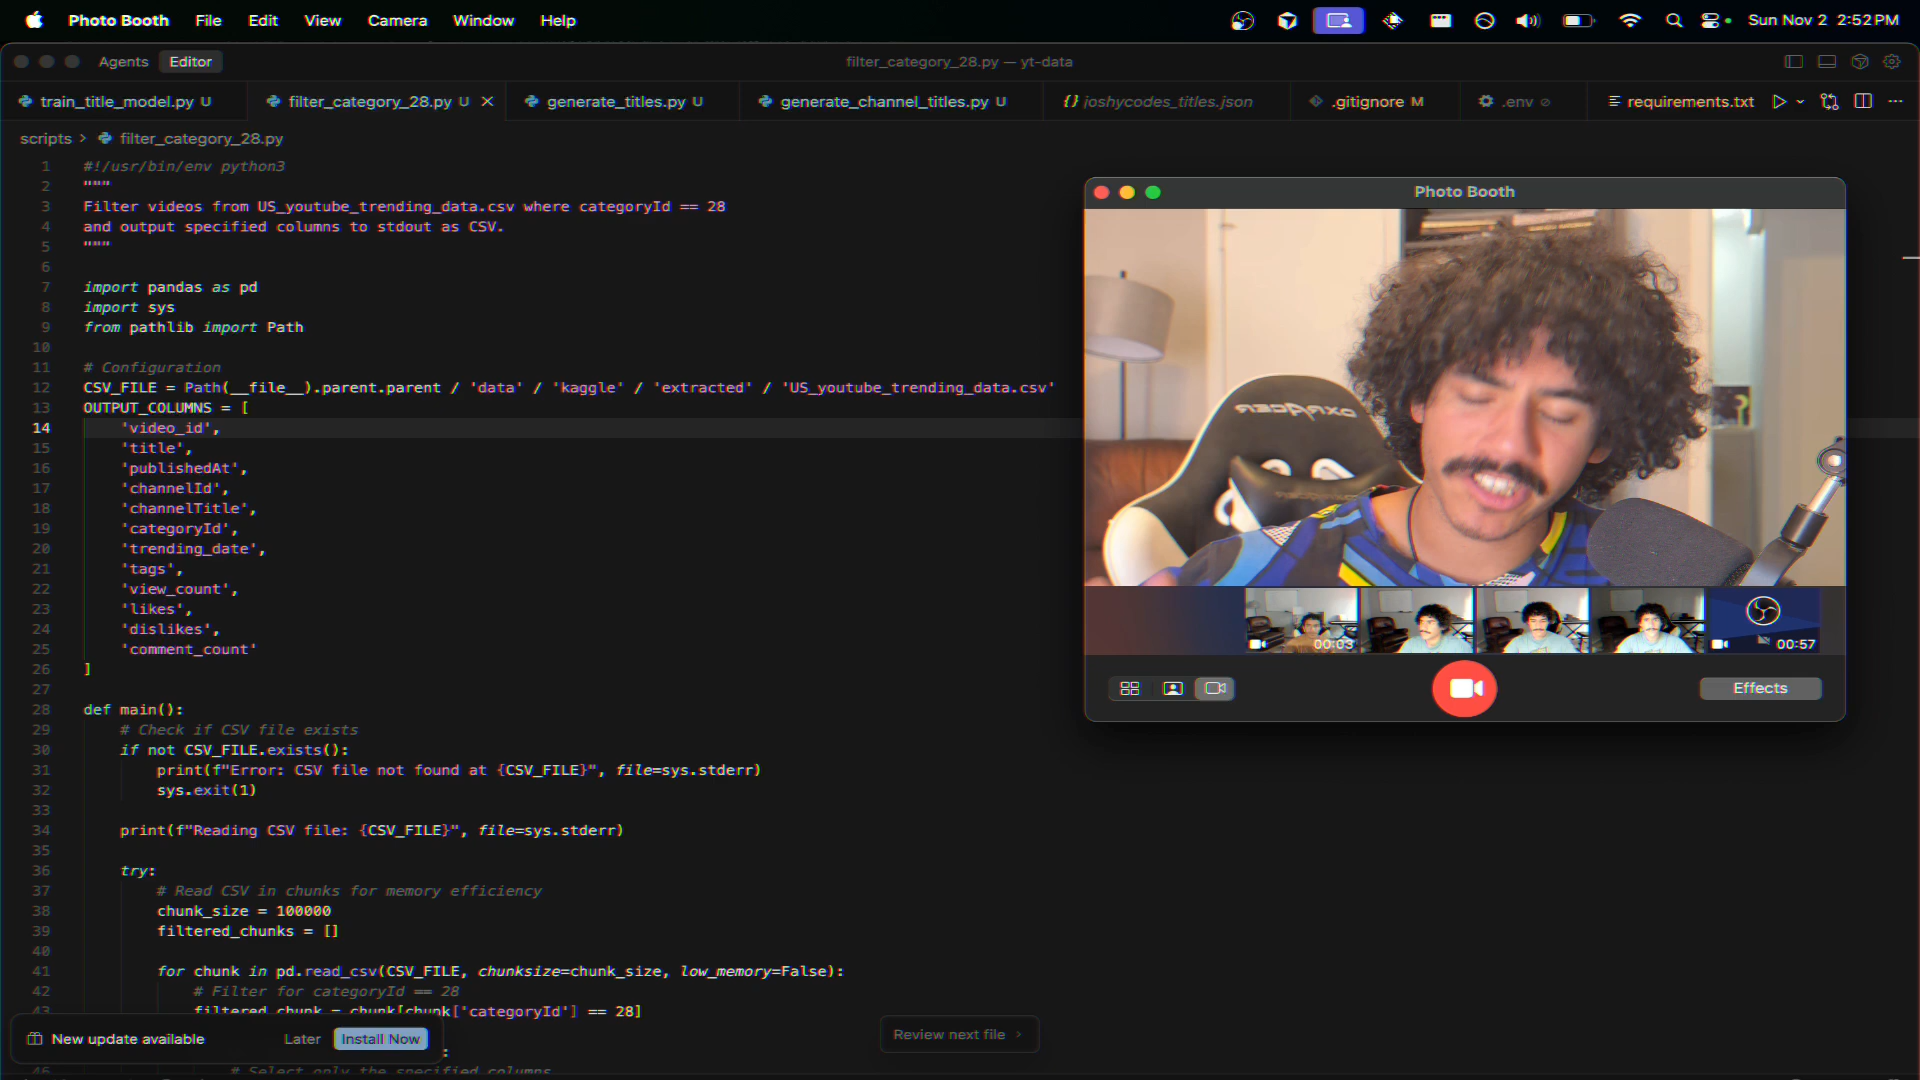 Photo Booth File Edit View Camera Window Help Sun Nov 2 2:52 PM
Agents Editor filter_category_28.py — yt-data
train_title_model.py U filter_category_28.py U generate_titles.py U generate_channel_titles.py U {} joshycodes_titles.json .gitignore M .env requirements.txt
scripts > filter_category_28.py
1 #!/usr/bin/env python3
2 """
3 Filter videos from US_youtube_trending_data.csv where categoryId == 28
4 and output specified columns to stdout as CSV.
5 """
6
7 import pandas as pd
8 import sys
9 from pathlib import Path
10
11 # Configuration
12 CSV_FILE = Path(__file__).parent.parent / 'data' / 'kaggle' / 'extracted' / 'US_youtube_trending_data.csv'
13 OUTPUT_COLUMNS = [
14 'video_id',
15 'title',
16 'publishedAt',
17 'channelId',
18 'channelTitle',
19 'categoryId',
20 'trending_date',
21 'tags',
22 'view_count',
23 'likes',
24 'dislikes',
25 'comment_count'
26 ]
27
28 def main():
29 # Check if CSV file exists
30 if not CSV_FILE.exists():
31 print(f"Error: CSV file not found at {CSV_FILE}", file=sys.stderr)
32 sys.exit(1)
33
34 print(f"Reading CSV file: {CSV_FILE}", file=sys.stderr)
35
36 try:
37 # Read CSV in chunks for memory efficiency
38 chunk_size = 100000
39 filtered_chunks = []
40
41 for chunk in pd.read_csv(CSV_FILE, chunksize=chunk_size, low_memory=False):
42 # Filter for categoryId == 28
43 filtered_chunk = chunk[chunk['categoryId'] == 28]
:
46 # Select only the specified columns
New update available Later Install Now
Review next file >
Photo Booth
DXRACER
00:03
00:57
Effects